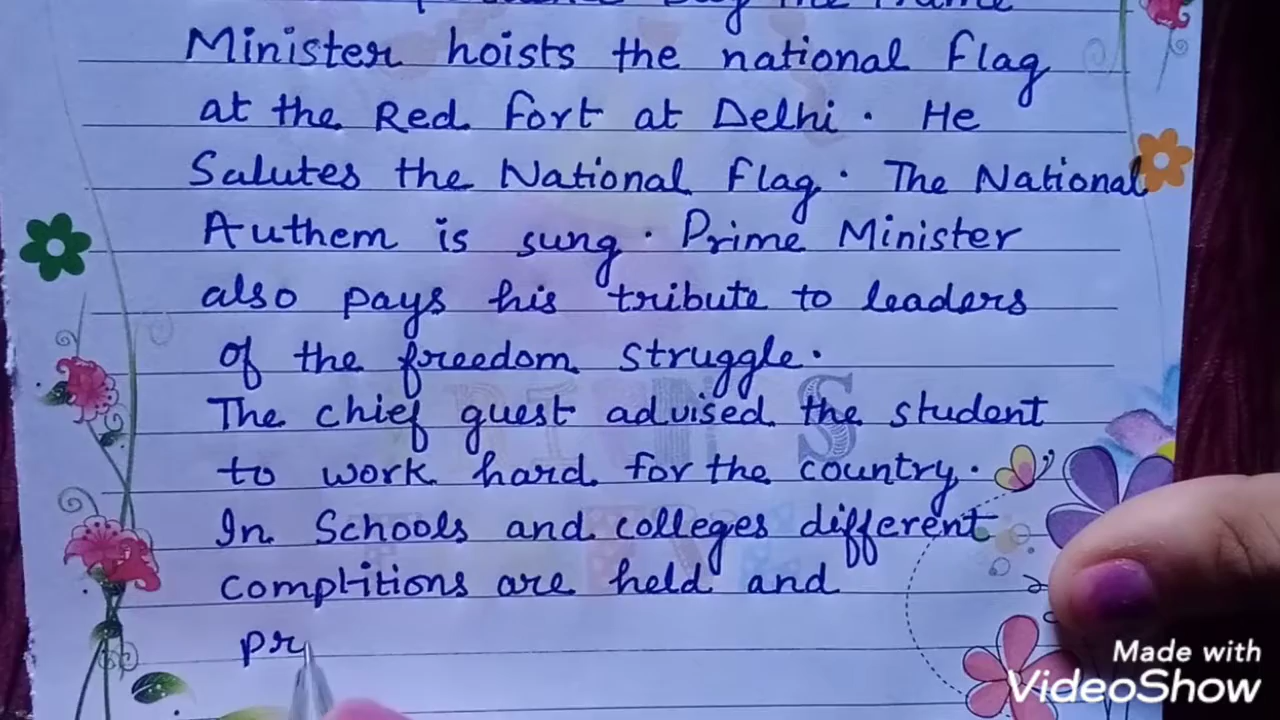 Minister hoists the national Flag
at the Red Fort at Delhi. He
Salutes the National Flag. The National
Authem is sung. Prime Minister
also pays his tribute to leaders
of the freedom struggle.
The chief guest advised the student
to work hard for the country.
In Schools and colleges different
compltitions are held and
pr
Made with
VideoShow